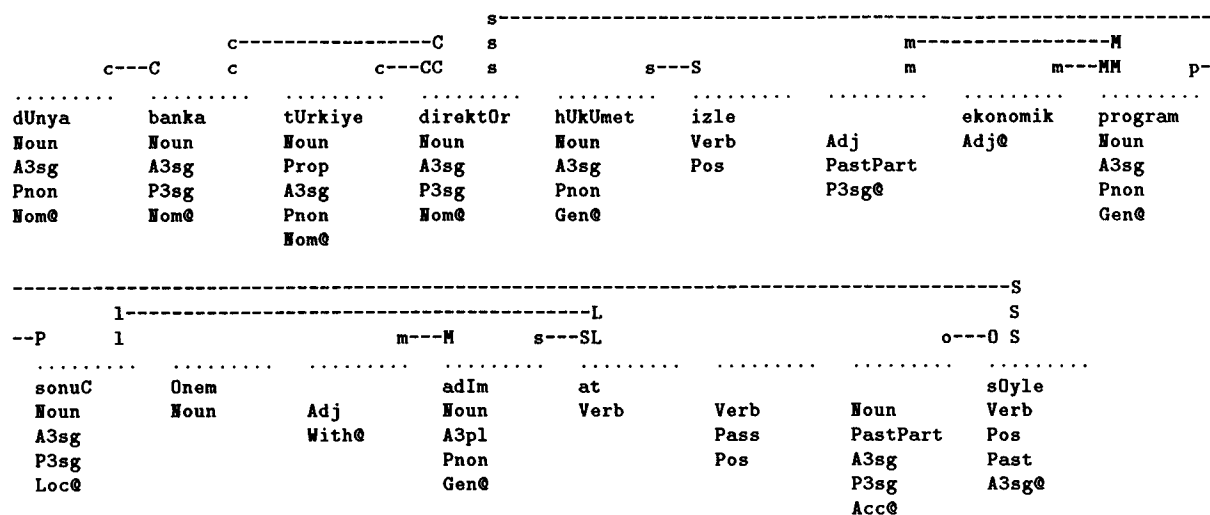 s---------------------------------------------------------
c----------------C s m---------------M
c---C c c---CC s s---S m m---MM p-
......... ......... ......... ......... ......... ......... ......... ......... .........
dUnya banka tUrkiye direktOr hUkUmet izle ekonomik program
Noun Noun Noun Noun Noun Verb Adj Adj@ Noun
A3sg A3sg Prop A3sg A3sg Pos PastPart A3sg
Pnon P3sg A3sg P3sg Pnon P3sg@ Pnon
Nom@ Nom@ Pnon Nom@ Gen@ Gen@
Nom@
----------------------------------------------------------------------------------S
l--------------------------------------L S
--P l m---M s---SL o---O S
......... ......... ......... ......... ......... ......... ......... .........
sonuC Onem adIm at sOyle
Noun Noun Adj Noun Verb Verb Noun Verb
A3sg With@ A3pl Pass PastPart Pos
P3sg Pnon Pos A3sg Past
Loc@ Gen@ P3sg A3sg@
Acc@